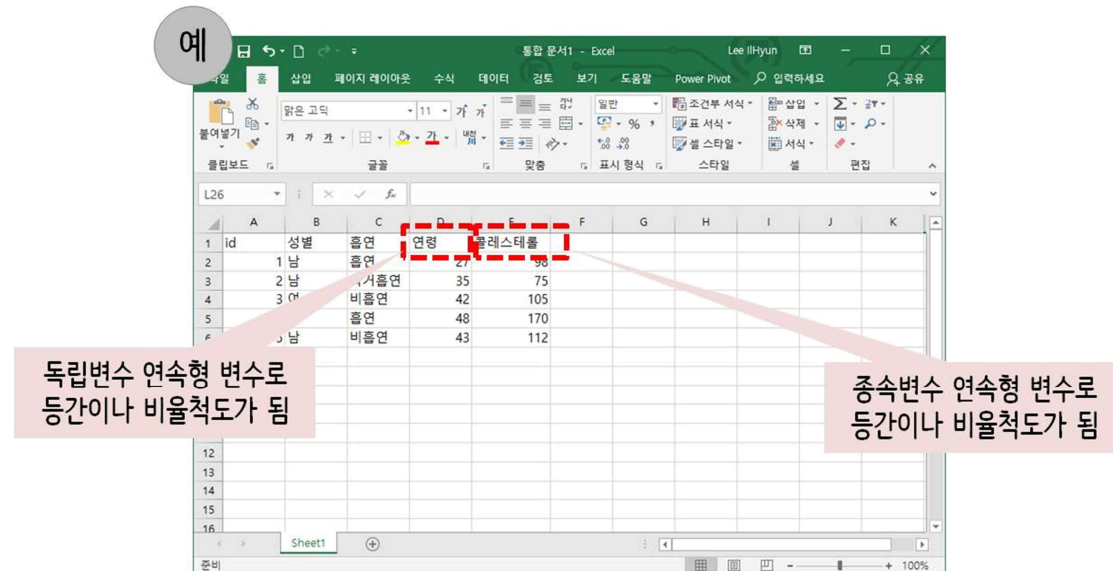 예
통합 문서1 - Excel
Lee IlHyun
홈 삽입 페이지 레이아웃 수식 데이터 검토 보기 도움말 Power Pivot 입력하세요 공유
맑은 고딕 11 가 가 일반 조건부 서식 삽입
붙여넣기 가 가 가 가 내천 % , 표 서식 삭제
셀 스타일 서식
클립보드 글꼴 맞춤 표시 형식 스타일 셀 편집
L26 fx
A B C D E F G H I J K
1 id 성별 흡연 연령 콜레스테롤
2 1 남 흡연 27 98
3 2 남 흡연 35 75
4 3 비흡연 42 105
5 흡연 48 170
6 남 비흡연 43 112
독립변수 연속형 변수로
등간이나 비율척도가 됨
종속변수 연속형 변수로
등간이나 비율척도가 됨
12
13
14
15
16
Sheet1
준비 100%